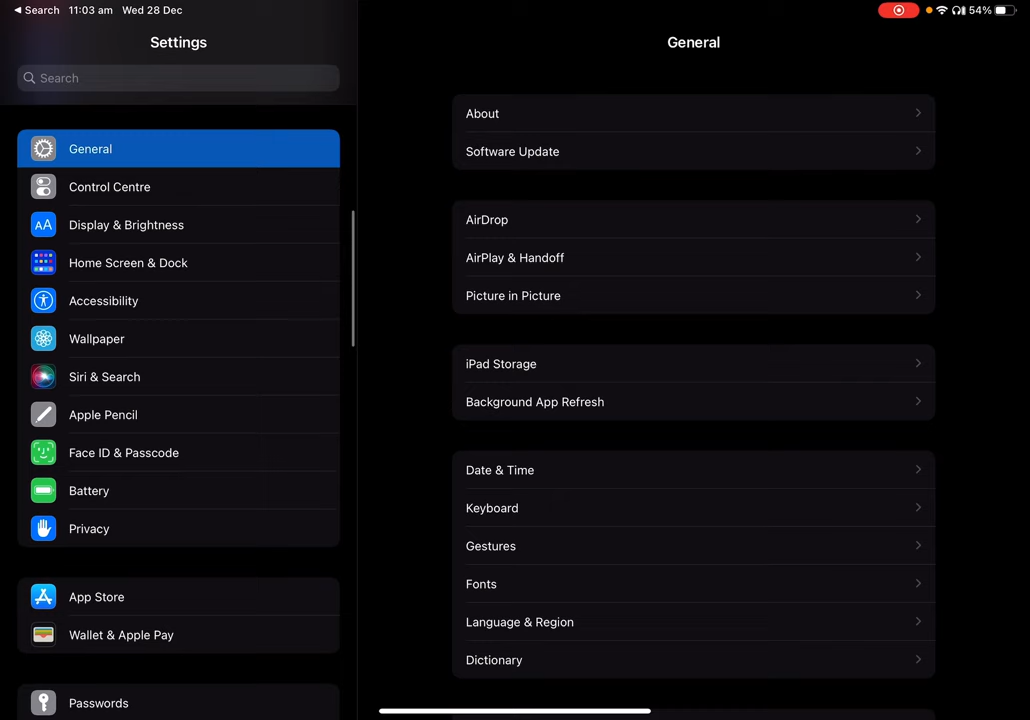 Search 11:03 am Wed 28 Dec
54%
Settings
Search
General
Control Centre
AA Display & Brightness
Home Screen & Dock
Accessibility
Wallpaper
Siri & Search
Apple Pencil
Face ID & Passcode
Battery
Privacy
App Store
Wallet & Apple Pay
Passwords
General
About
Software Update
AirDrop
AirPlay & Handoff
Picture in Picture
iPad Storage
Background App Refresh
Date & Time
Keyboard
Gestures
Fonts
Language & Region
Dictionary